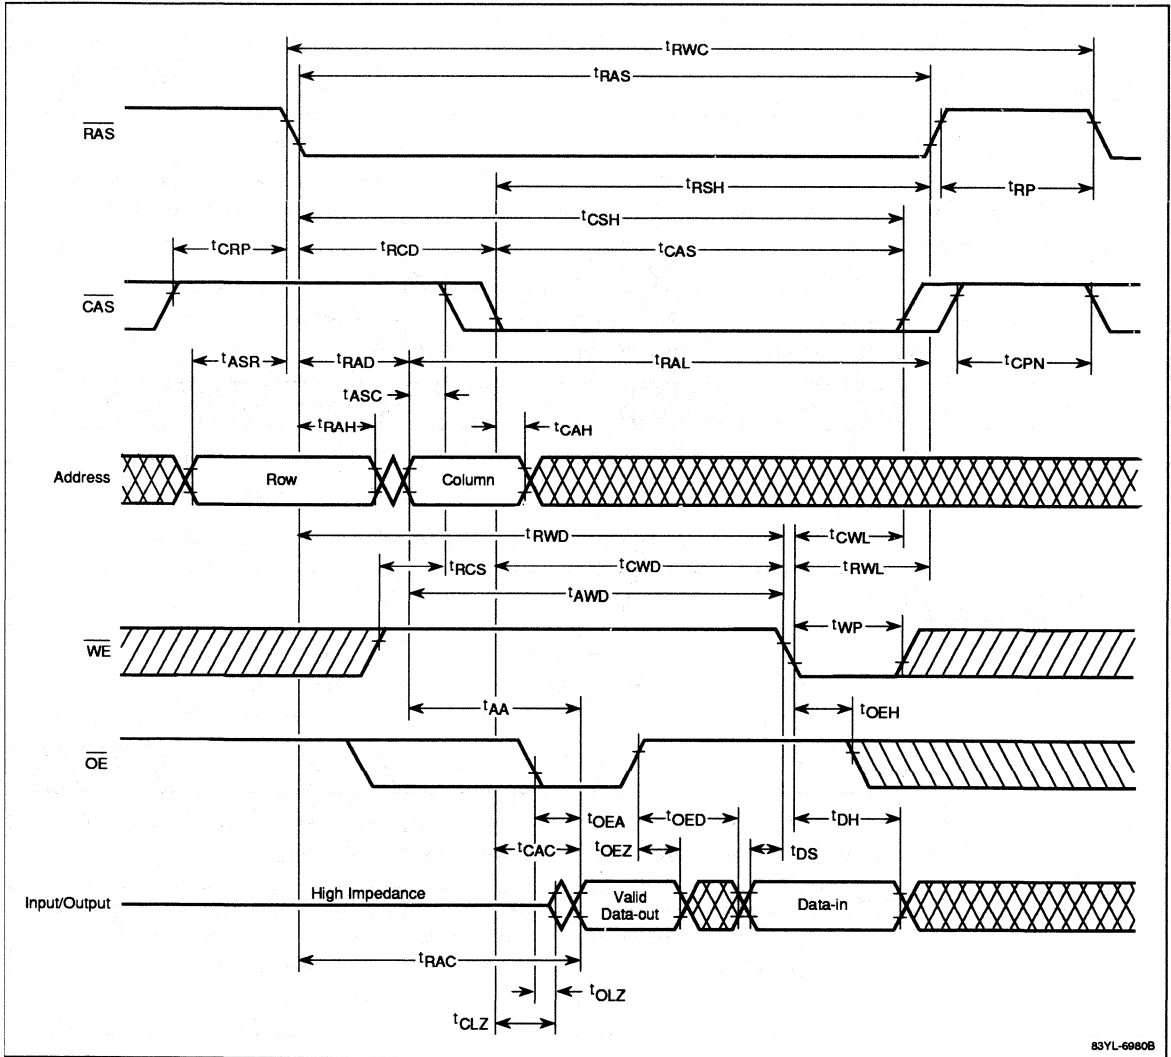 tRWC
tRAS
RAS
tRSH
tRP
tCSH
tCRP
tRCD
tCAS
CAS
tASR
tRAD
tRAL
tCPN
tASC
tRAH
tCAH
Address
Row
Column
tRWD
tCWL
tRCS
tCWD
tRWL
tAWD
tWP
WE
tAA
tOEH
OE
tOEA
tOED
tDH
tCAC
tOEZ
tDS
High Impedance
Input/Output
Valid
Data-out
Data-in
tRAC
tOLZ
tCLZ
83YL-6980B